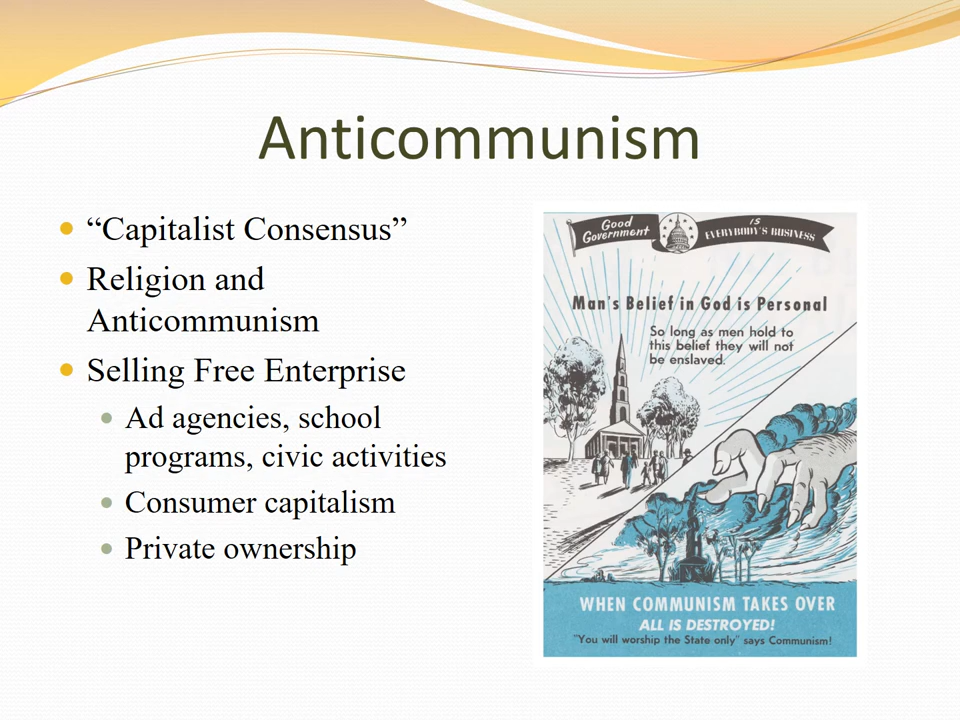 Anticommunism
“Capitalist Consensus”
Religion and
Anticommunism
Selling Free Enterprise
Ad agencies, school
programs, civic activities
Consumer capitalism
Private ownership
Good
Government
IS
EVERYBODY'S BUSINESS
Man's Belief in God is Personal
So long as men hold to
this belief they will not
be enslaved.
WHEN COMMUNISM TAKES OVER
ALL IS DESTROYED!
"You will worship the State only" says Communism!